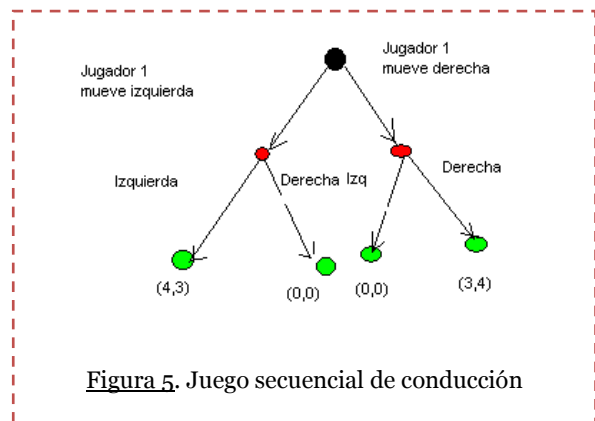 Jugador 1
mueve izquierda
Jugador 1
mueve derecha
Izquierda
Derecha
Izq
Derecha
(4,3)
(0,0)
(0,0)
(3,4)
Figura 5. Juego secuencial de conducción